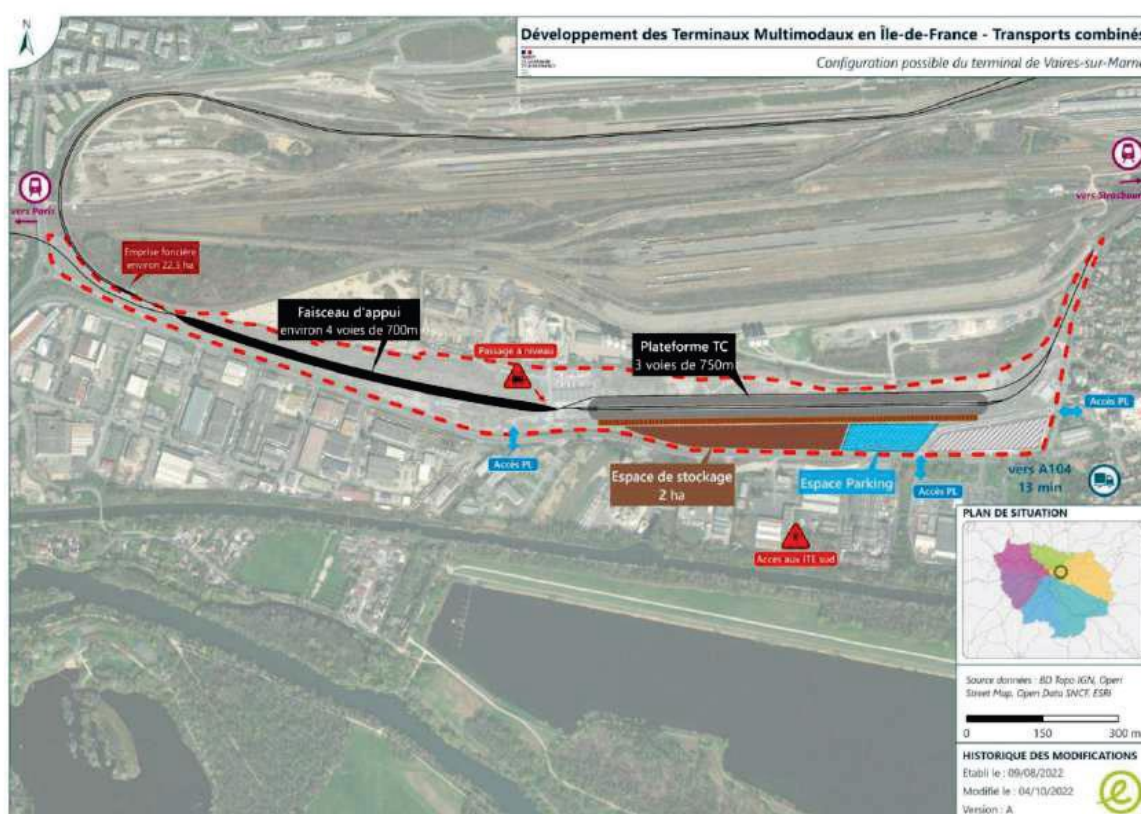 N
Développement des Terminaux Multimodaux en Île-de-France - Transports combinés
Configuration possible du terminal de Vaires-sur-Marne
vers Paris
vers Strasbourg
Emprise foncière
environ 22,5 ha
Faisceau d'appui
environ 4 voies de 700m
Passage à niveau
Plateforme TC
3 voies de 750m
Accès PL
Accès PL
Espace de stockage
2 ha
Espace Parking
Accès PL
vers A104
13 min
Accès aux ITE sud
PLAN DE SITUATION
Source données : BD Topo IGN, Open
Street Map, Open Data SNCF, ESRI
0 150 300 m
HISTORIQUE DES MODIFICATIONS
Etabli le : 09/08/2022
Modifié le : 04/10/2022
Version : A